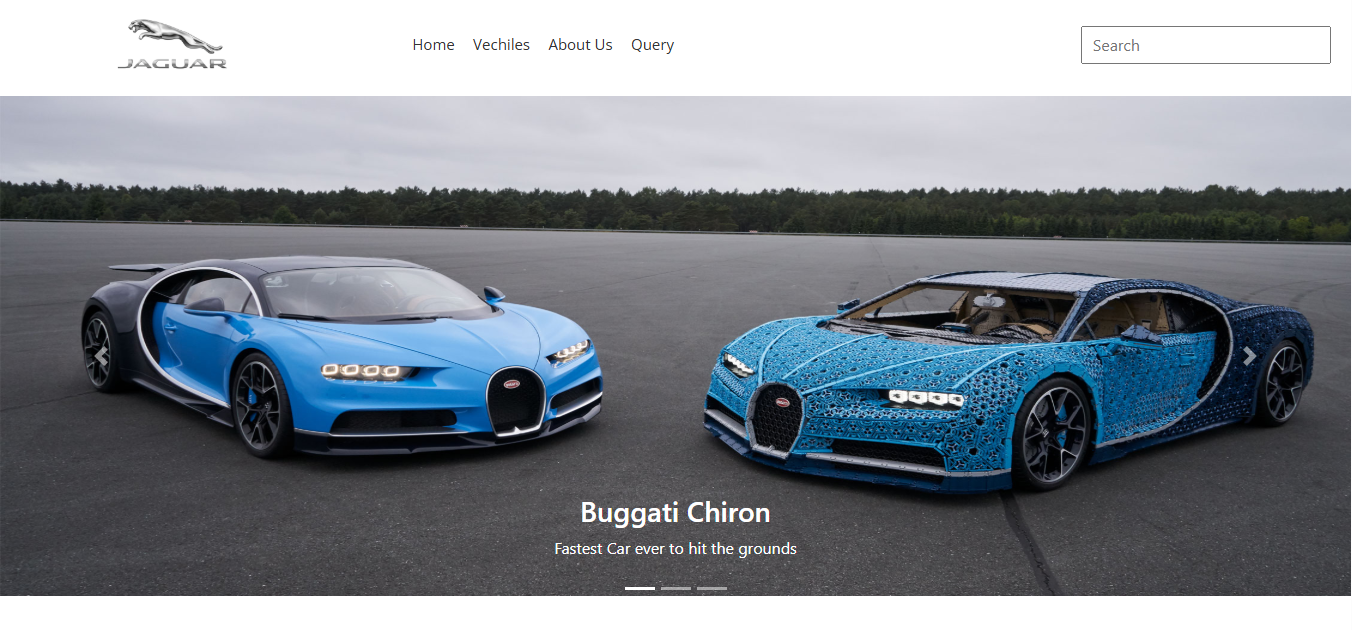 JAGUAR
Home Vechiles About Us Query
Search
Buggati Chiron
Fastest Car ever to hit the grounds